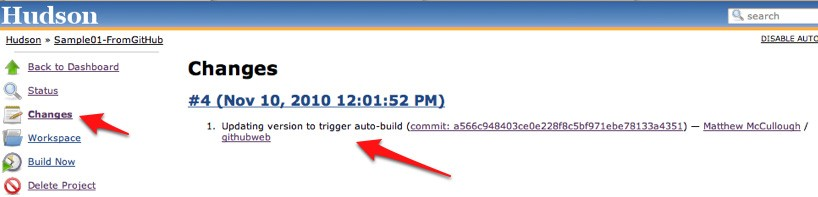 Hudson
search
Hudson » Sample01-FromGitHub
DISABLE AUTO
Back to Dashboard
Status
Changes
Workspace
Build Now
Delete Project
Changes
#4 (Nov 10, 2010 12:01:52 PM)
1. Updating version to trigger auto-build (commit: a566c948403ce0e228f8c5bf971ebe78133a4351) — Matthew McCullough /
githubweb